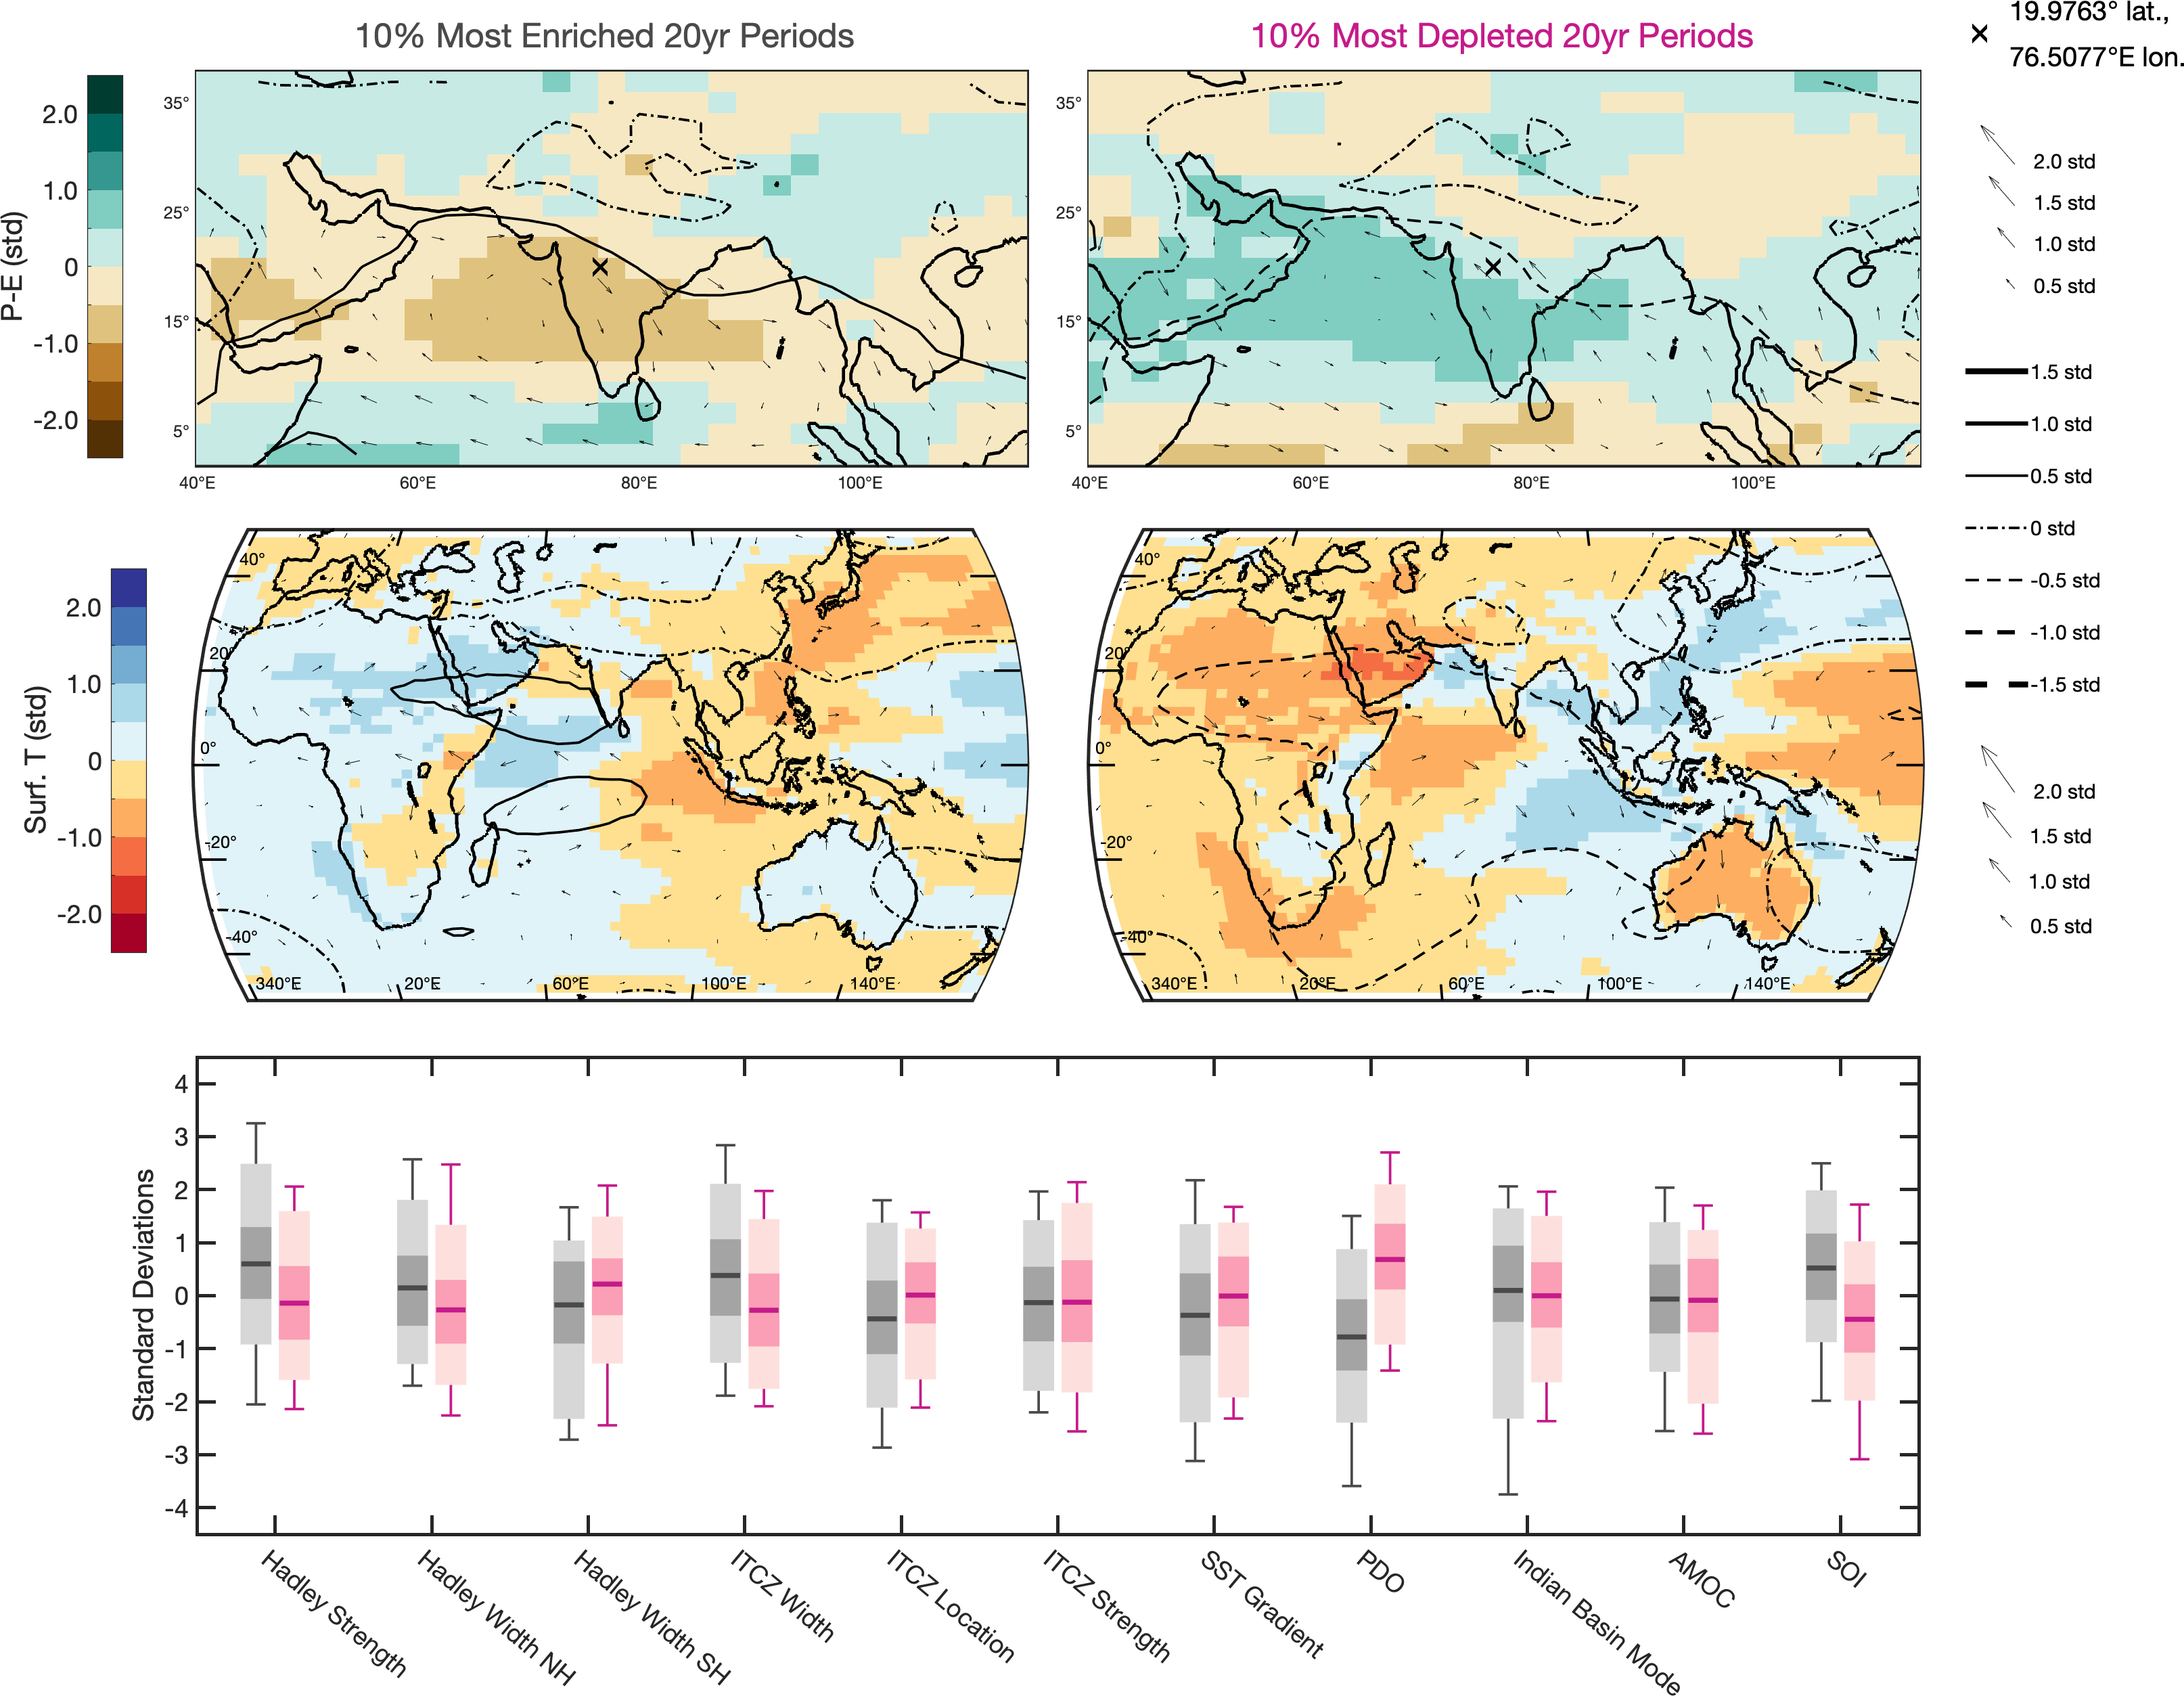 10% Most Enriched 20yr Periods
10% Most Depleted 20yr Periods
19.9763° lat.,
76.5077°E lon.
P-E (std)
2.0
1.0
0
-1.0
-2.0
35°
25°
15°
5°
40°E 60°E 80°E 100°E
35°
25°
15°
5°
40°E 60°E 80°E 100°E
2.0 std
1.5 std
1.0 std
0.5 std
1.5 std
1.0 std
0.5 std
0 std
-0.5 std
-1.0 std
-1.5 std
Surf. T (std)
2.0
1.0
0
-1.0
-2.0
40°
20°
0°
-20°
-40°
340°E 20°E 60°E 100°E 140°E
40°
20°
0°
-20°
-40°
340°E 20°E 60°E 100°E 140°E
2.0 std
1.5 std
1.0 std
0.5 std
Standard Deviations
4
3
2
1
0
-1
-2
-3
-4
Hadley Strength
Hadley Width NH
Hadley Width SH
ITCZ Width
ITCZ Location
ITCZ Strength
SST Gradient
PDO
Indian Basin Mode
AMOC
SOI